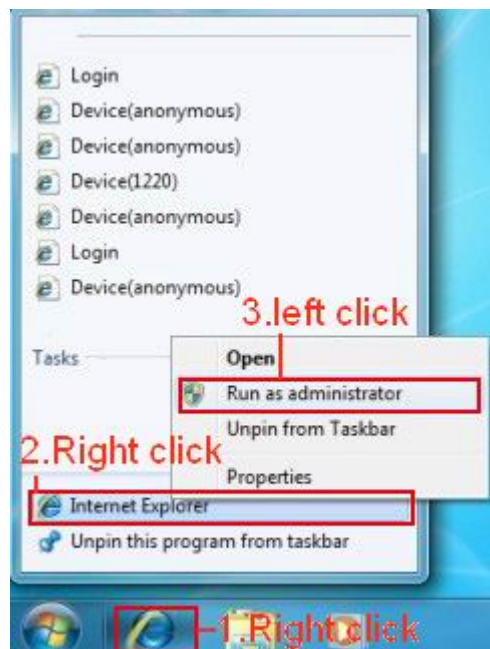 Login
Device(anonymous)
Device(anonymous)
Device(1220)
Device(anonymous)
Login
Device(anonymous)
3.left click
Tasks
Open
Run as administrator
Unpin from Taskbar
2.Right click
Properties
Internet Explorer
Unpin this program from taskbar
1.Right click